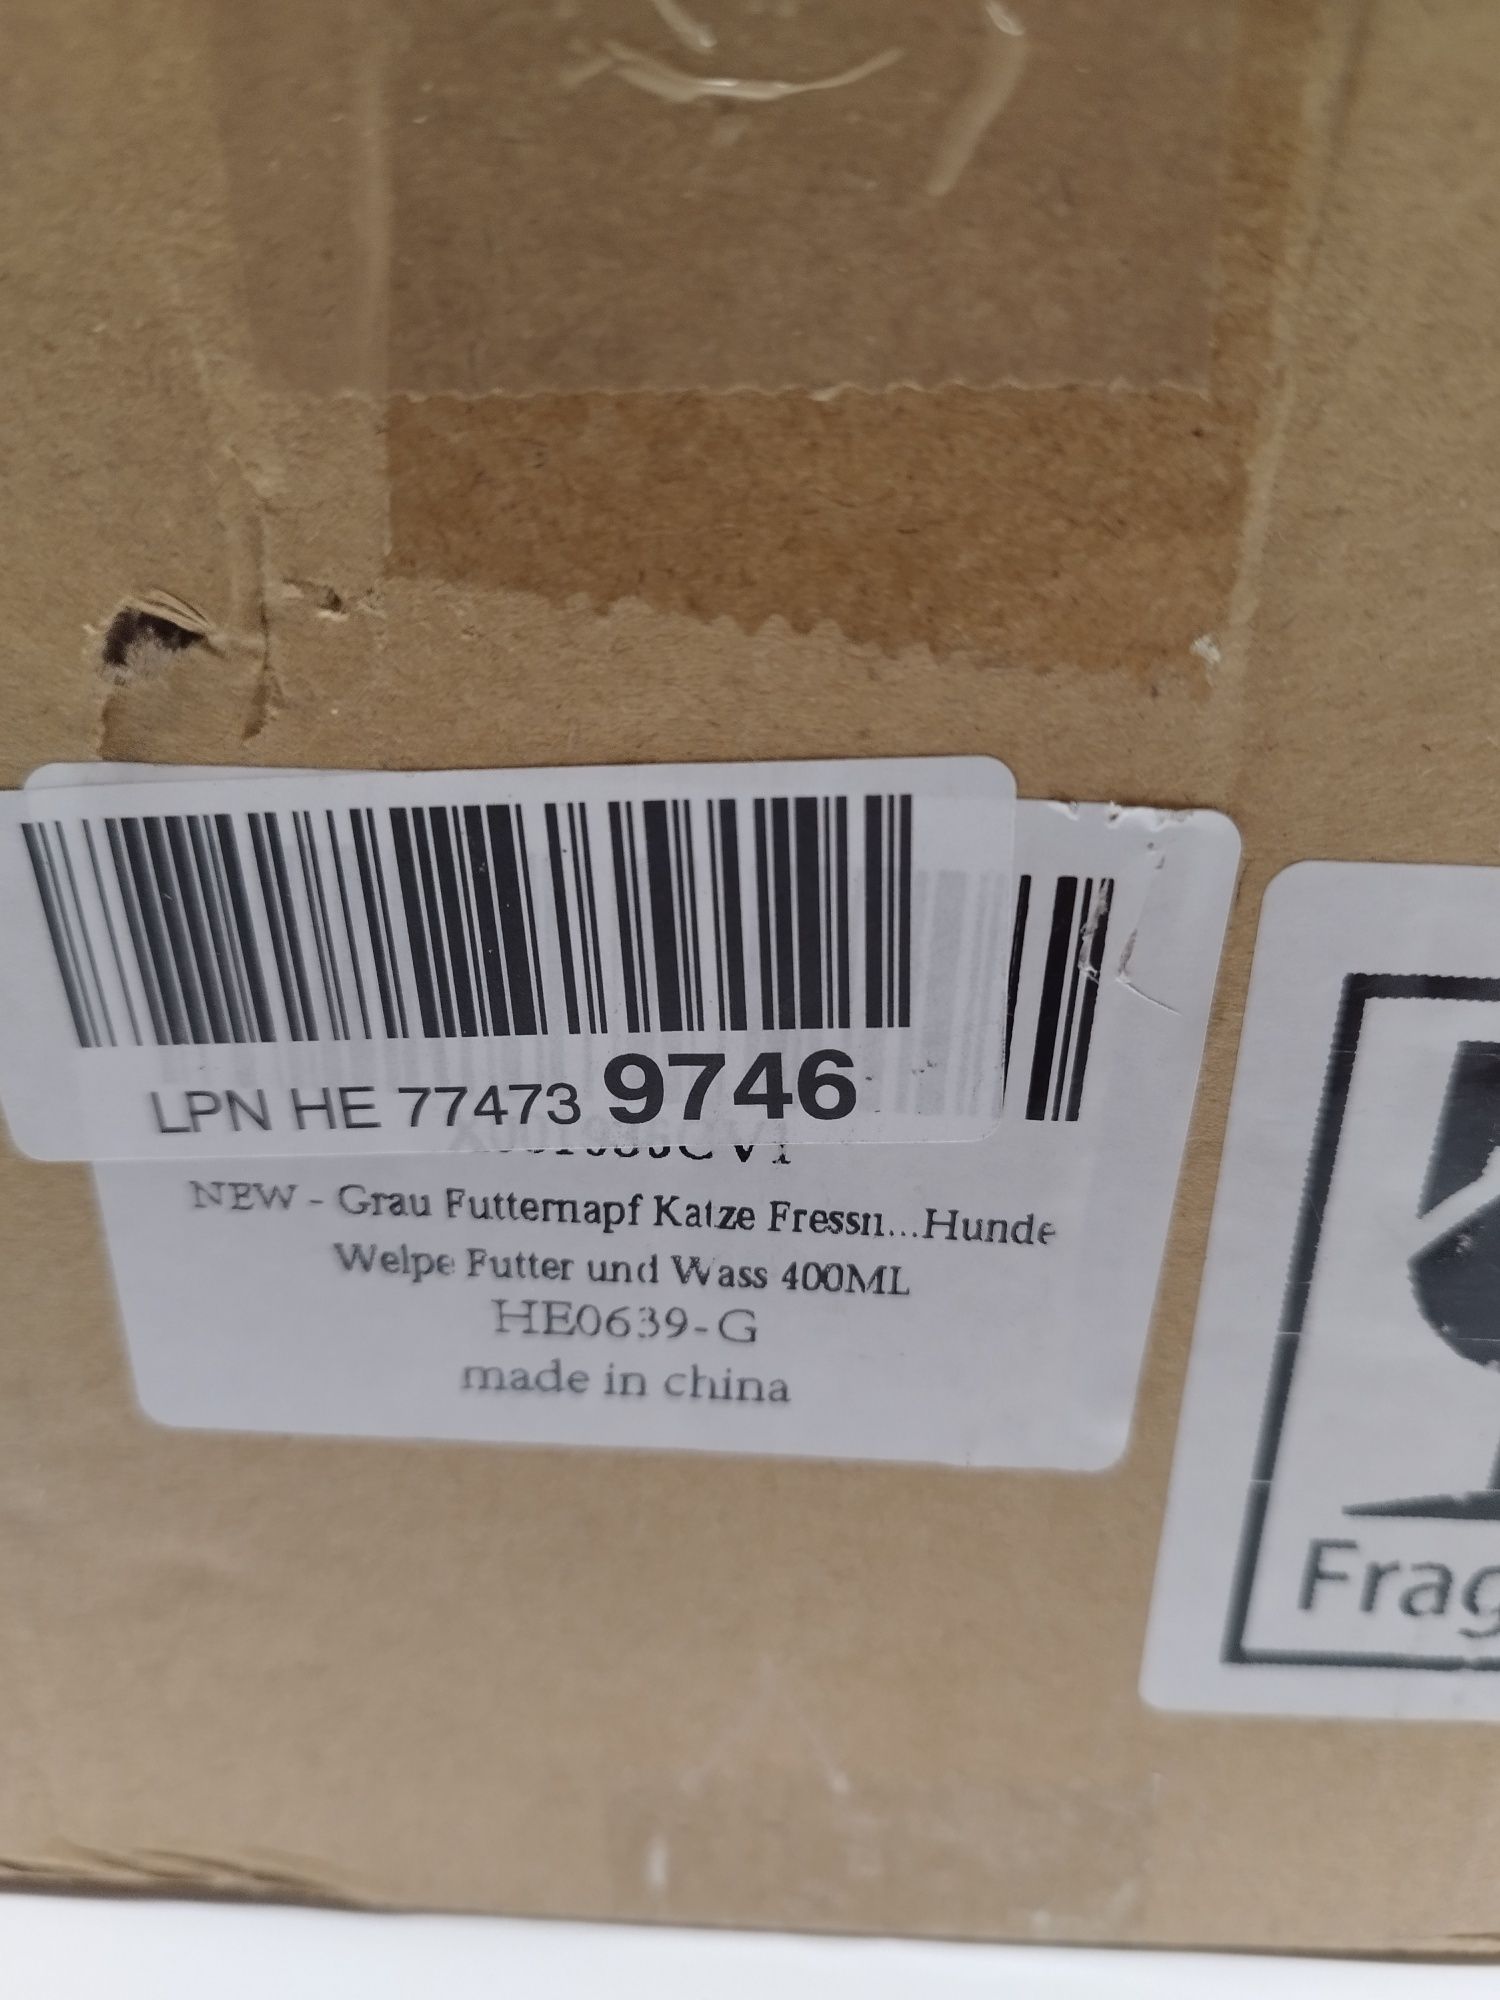 LPN HE 77473 9746
NEW - Grau Futternapf Katze Fressn...Hunde
Welpe Futter und Wass 400ML
HE0639-G
made in china
Frag